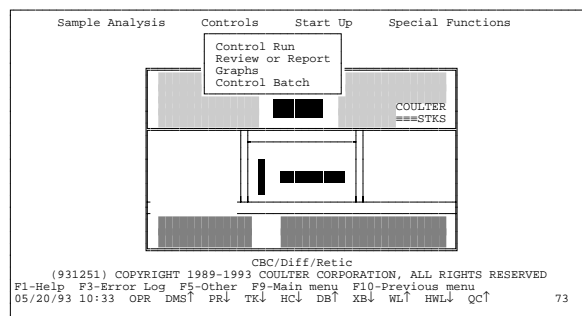 Sample Analysis Controls Start Up Special Functions
Control Run
Review or Report
Graphs
Control Batch
COULTER
===STKS
CBC/Diff/Retic
(931251) COPYRIGHT 1989-1993 COULTER CORPORATION, ALL RIGHTS RESERVED
F1-Help F3-Error Log F5-Other F9-Main menu F10-Previous menu
05/20/93 10:33 OPR DMS↑ PR↓ TK↓ HC↓ DB↑ XB↓ WL↑ HWL↓ QC↑ 73